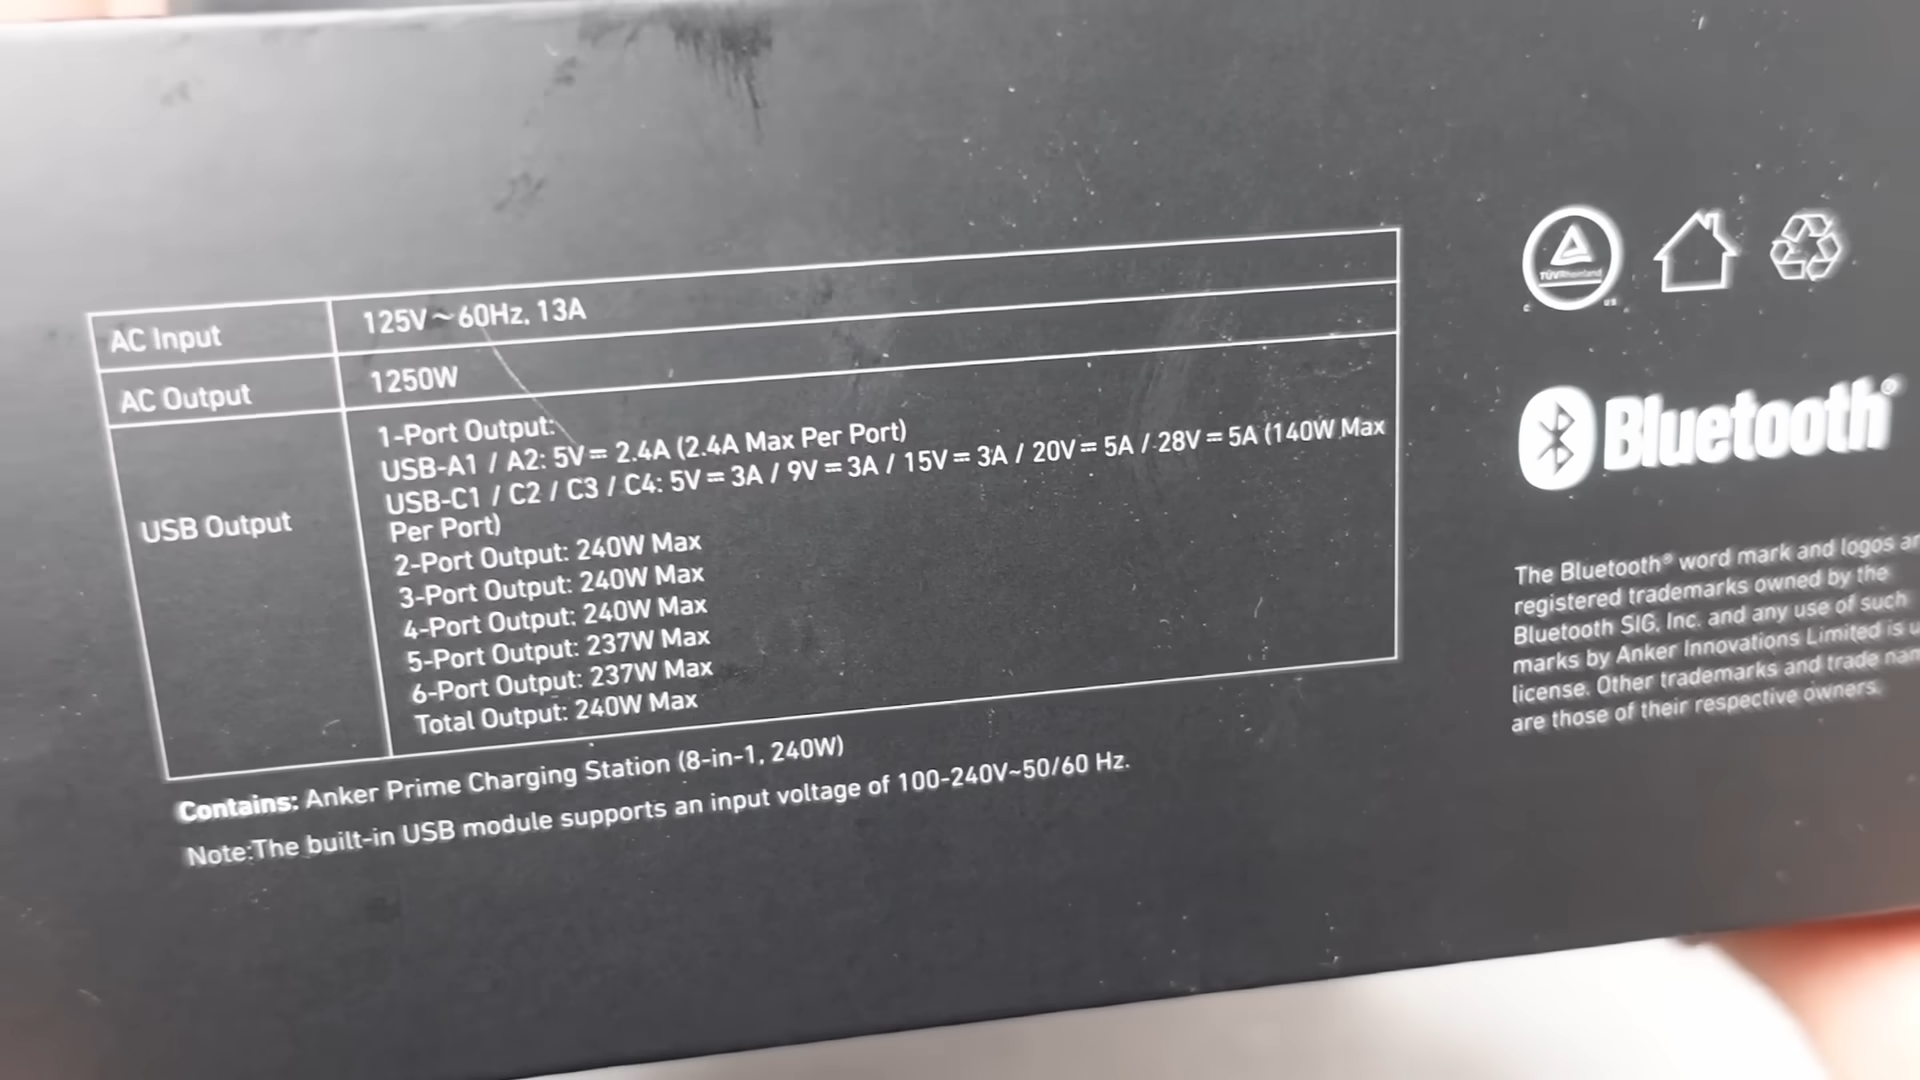 AC Input
125V~60Hz, 13A
AC Output
1250W
USB Output
1-Port Output:
USB-A1 / A2: 5V⎓ 2.4A (2.4A Max Per Port)
USB-C1 / C2 / C3 / C4: 5V⎓3A / 9V⎓3A / 15V⎓3A / 20V⎓5A / 28V⎓5A (140W Max
Per Port)
2-Port Output: 240W Max
3-Port Output: 240W Max
4-Port Output: 240W Max
5-Port Output: 237W Max
6-Port Output: 237W Max
Total Output: 240W Max
Contains: Anker Prime Charging Station (8-in-1, 240W)
Note:The built-in USB module supports an input voltage of 100-240V~50/60 Hz.
TÜVRheinland
C US
Bluetooth®
The Bluetooth® word mark and logos
registered trademarks owned by the
Bluetooth SIG, Inc. and any use of such
marks by Anker Innovations Limited is
license. Other trademarks and trade
are those of their respective owners.